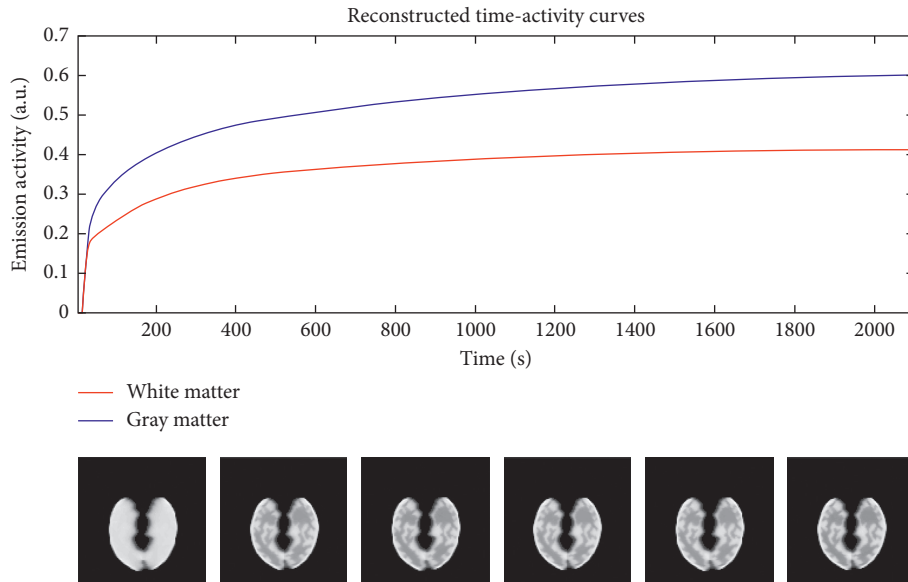 Reconstructed time-activity curves
0.7
0.6
0.5
0.4
0.3
0.2
0.1
0
Emission activity (a.u.)
200 400 600 800 1000 1200 1400 1600 1800 2000
Time (s)
White matter
Gray matter